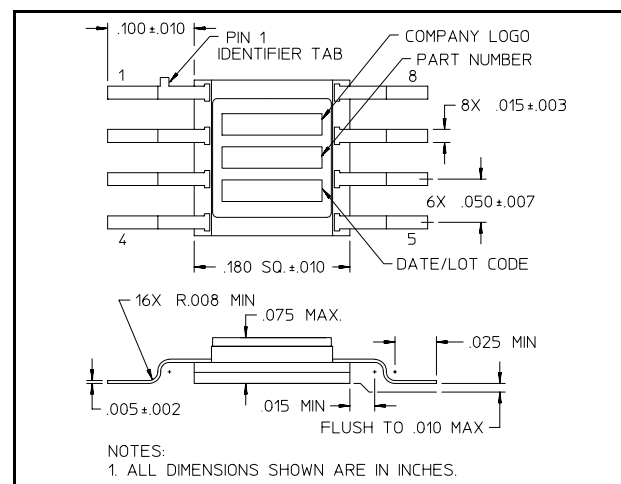 .100±.010
PIN 1
IDENTIFIER TAB
COMPANY LOGO
PART NUMBER
1
8
8X .015±.003
6X .050±.007
4
5
.180 SQ.±.010
DATE/LOT CODE
16X R.008 MIN
.075 MAX.
.025 MIN
.005±.002
.015 MIN
FLUSH TO .010 MAX
NOTES:
1. ALL DIMENSIONS SHOWN ARE IN INCHES.